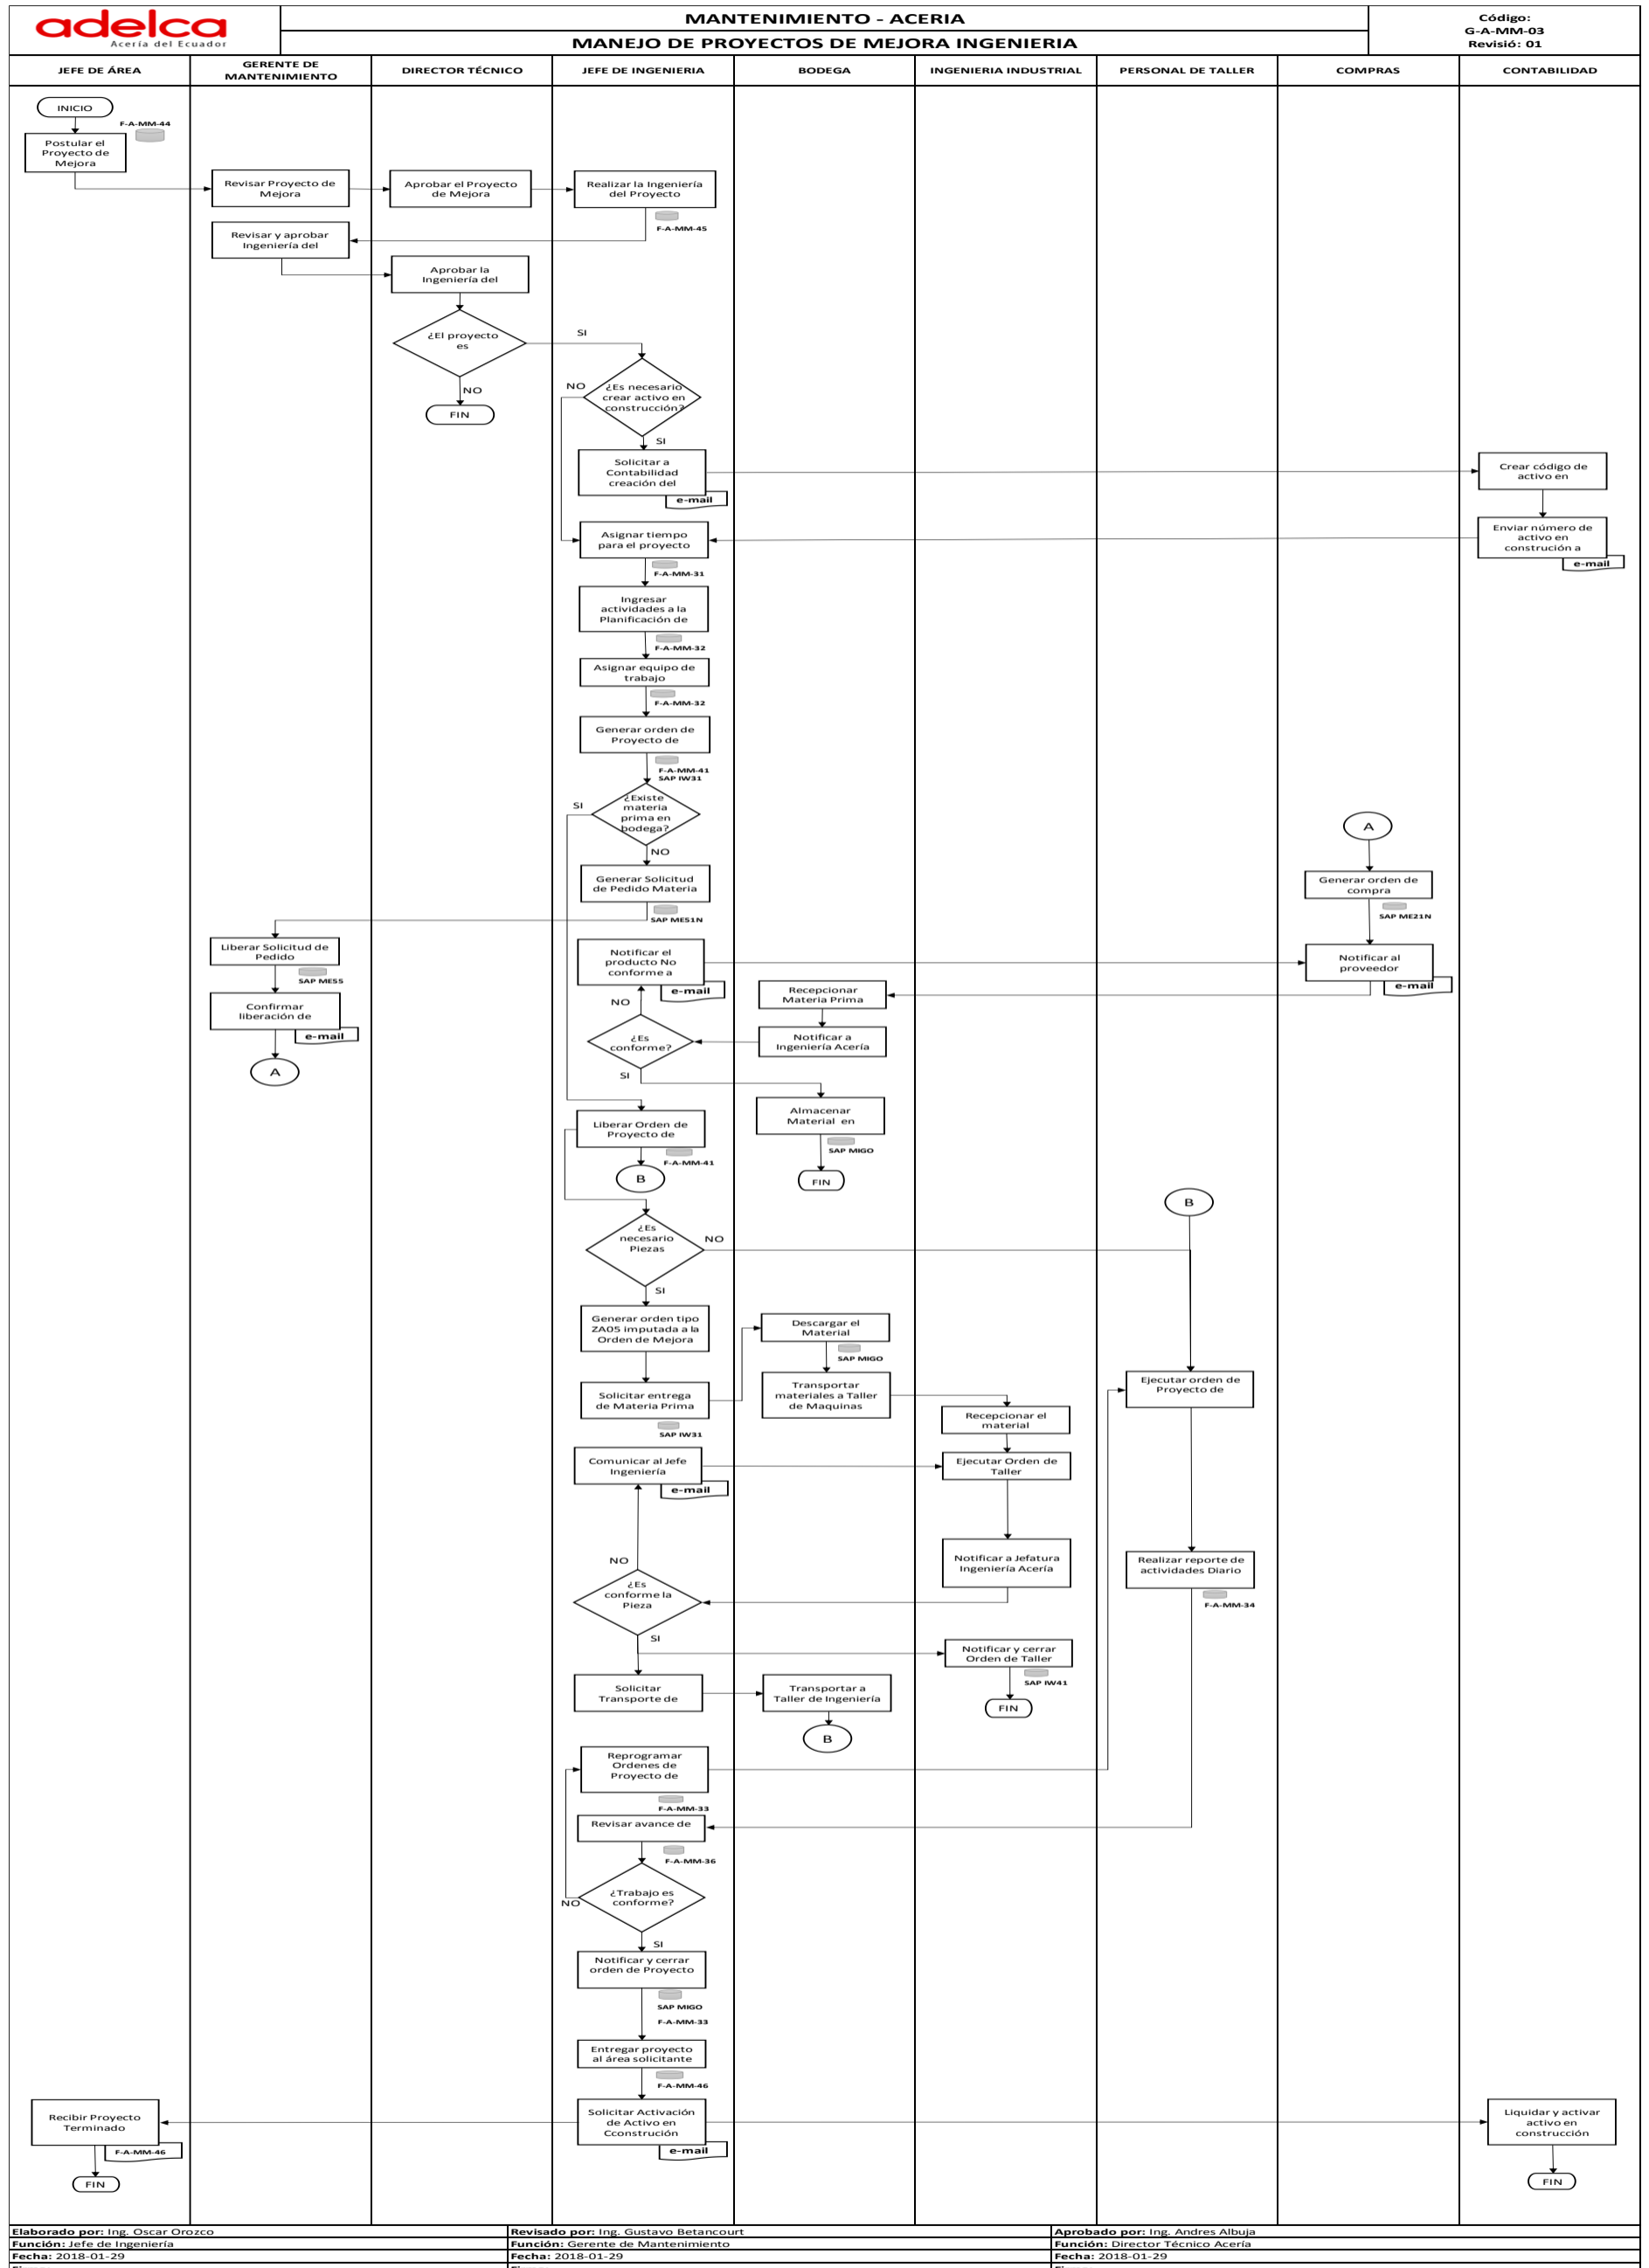 adelca
Acería del Ecuador
MANTENIMIENTO - ACERIA
MANEJO DE PROYECTOS DE MEJORA INGENIERIA
Código:
G-A-MM-03
Revisió: 01
JEFE DE ÁREA
GERENTE DE
MANTENIMIENTO
DIRECTOR TÉCNICO
JEFE DE INGENIERIA
BODEGA
INGENIERIA INDUSTRIAL
PERSONAL DE TALLER
COMPRAS
CONTABILIDAD
INICIO
F-A-MM-44
Postular el
Proyecto de
Mejora
Revisar Proyecto de
Mejora
Aprobar el Proyecto
de Mejora
Realizar la Ingeniería
del Proyecto
F-A-MM-45
Revisar y aprobar
Ingeniería del
Aprobar la
Ingeniería del
¿El proyecto
es
SI
NO
FIN
NO
¿Es necesario
crear activo en
construcción?
SI
Solicitar a
Contabilidad
creación del
e-mail
Crear código de
activo en
Enviar número de
activo en
construción a
e-mail
Asignar tiempo
para el proyecto
F-A-MM-31
Ingresar
actividades a la
Planificación de
F-A-MM-32
Asignar equipo de
trabajo
F-A-MM-32
Generar orden de
Proyecto de
F-A-MM-41
SAP IW31
SI
¿Existe
materia
prima en
bodega?
NO
A
Generar Solicitud
de Pedido Materia
SAP ME51N
Generar orden de
compra
SAP ME21N
Liberar Solicitud de
Pedido
SAP ME55
Notificar el
producto No
conforme a
e-mail
Notificar al
proveedor
e-mail
Confirmar
liberación de
e-mail
A
NO
Recepcionar
Materia Prima
¿Es
conforme?
Notificar a
Ingeniería Acería
SI
Almacenar
Material en
SAP MIGO
FIN
Liberar Orden de
Proyecto de
F-A-MM-41
B
B
¿Es
necesario
Piezas
NO
SI
Generar orden tipo
ZA05 imputada a la
Orden de Mejora
Descargar el
Material
SAP MIGO
Solicitar entrega
de Materia Prima
SAP IW31
Transportar
materiales a Taller
de Maquinas
Recepcionar el
material
Ejecutar orden de
Proyecto de
Comunicar al Jefe
Ingeniería
e-mail
Ejecutar Orden de
Taller
NO
Notificar a Jefatura
Ingeniería Acería
Realizar reporte de
actividades Diario
F-A-MM-34
¿Es
conforme la
Pieza
SI
Notificar y cerrar
Orden de Taller
SAP IW41
FIN
Solicitar
Transporte de
Transportar a
Taller de Ingeniería
B
Reprogramar
Ordenes de
Proyecto de
F-A-MM-33
Revisar avance de
F-A-MM-36
¿Trabajo es
conforme?
NO
SI
Notificar y cerrar
orden de Proyecto
SAP MIGO
F-A-MM-33
Entregar proyecto
al área solicitante
F-A-MM-46
Recibir Proyecto
Terminado
F-A-MM-46
FIN
Solicitar Activación
de Activo en
Cconstrución
e-mail
Liquidar y activar
activo en
construcción
FIN
Elaborado por: Ing. Oscar Orozco
Revisado por: Ing. Gustavo Betancourt
Aprobado por: Ing. Andres Albuja
Función: Jefe de Ingeniería
Función: Gerente de Mantenimiento
Función: Director Técnico Acería
Fecha: 2018-01-29
Fecha: 2018-01-29
Fecha: 2018-01-29